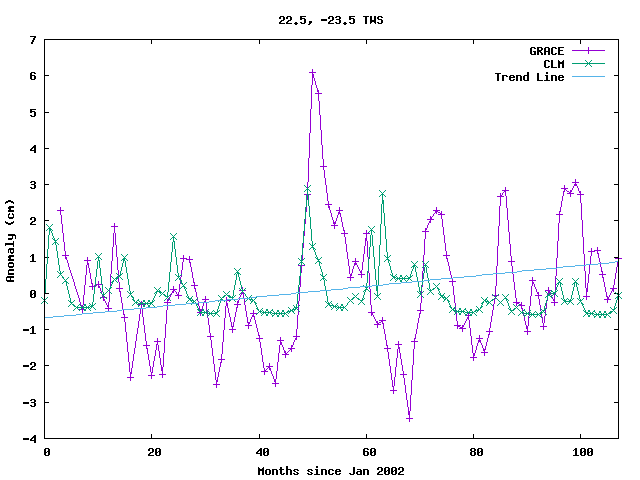 22.5, -23.5 TWS
GRACE
CLM
Trend Line
7
6
5
4
3
2
1
0
-1
-2
-3
-4
Anomaly (cm)
0 20 40 60 80 100
Months since Jan 2002